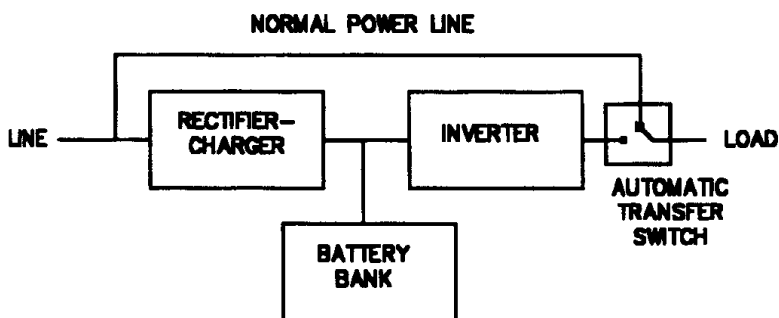 NORMAL POWER LINE
LINE
RECTIFIER-
CHARGER
INVERTER
LOAD
AUTOMATIC
TRANSFER
SWITCH
BATTERY
BANK